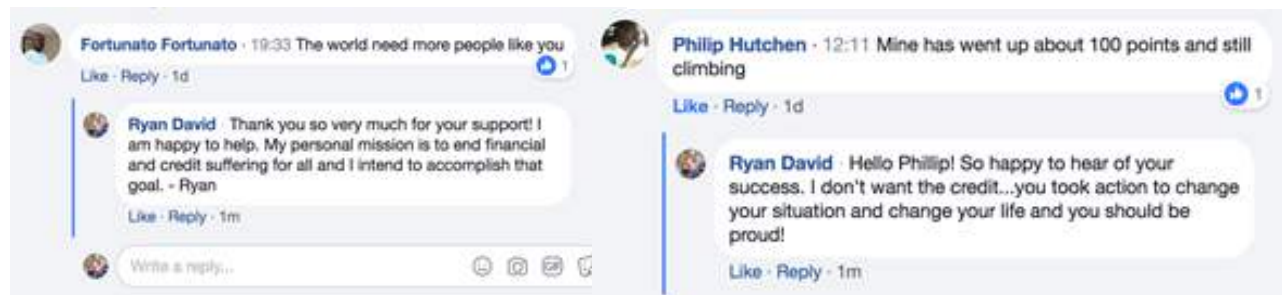 Fortunato Fortunato · 19:33 The world need more people like you
1
Like · Reply · 1d
Ryan David · Thank you so very much for your support! I
am happy to help. My personal mission is to end financial
and credit suffering for all and I intend to accomplish that
goal. - Ryan
Like · Reply · 1m
Write a reply...
GIF
Philip Hutchen · 12:11 Mine has went up about 100 points and still
climbing
1
Like · Reply · 1d
Ryan David · Hello Phillip! So happy to hear of your
success. I don't want the credit...you took action to change
your situation and change your life and you should be
proud!
Like · Reply · 1m